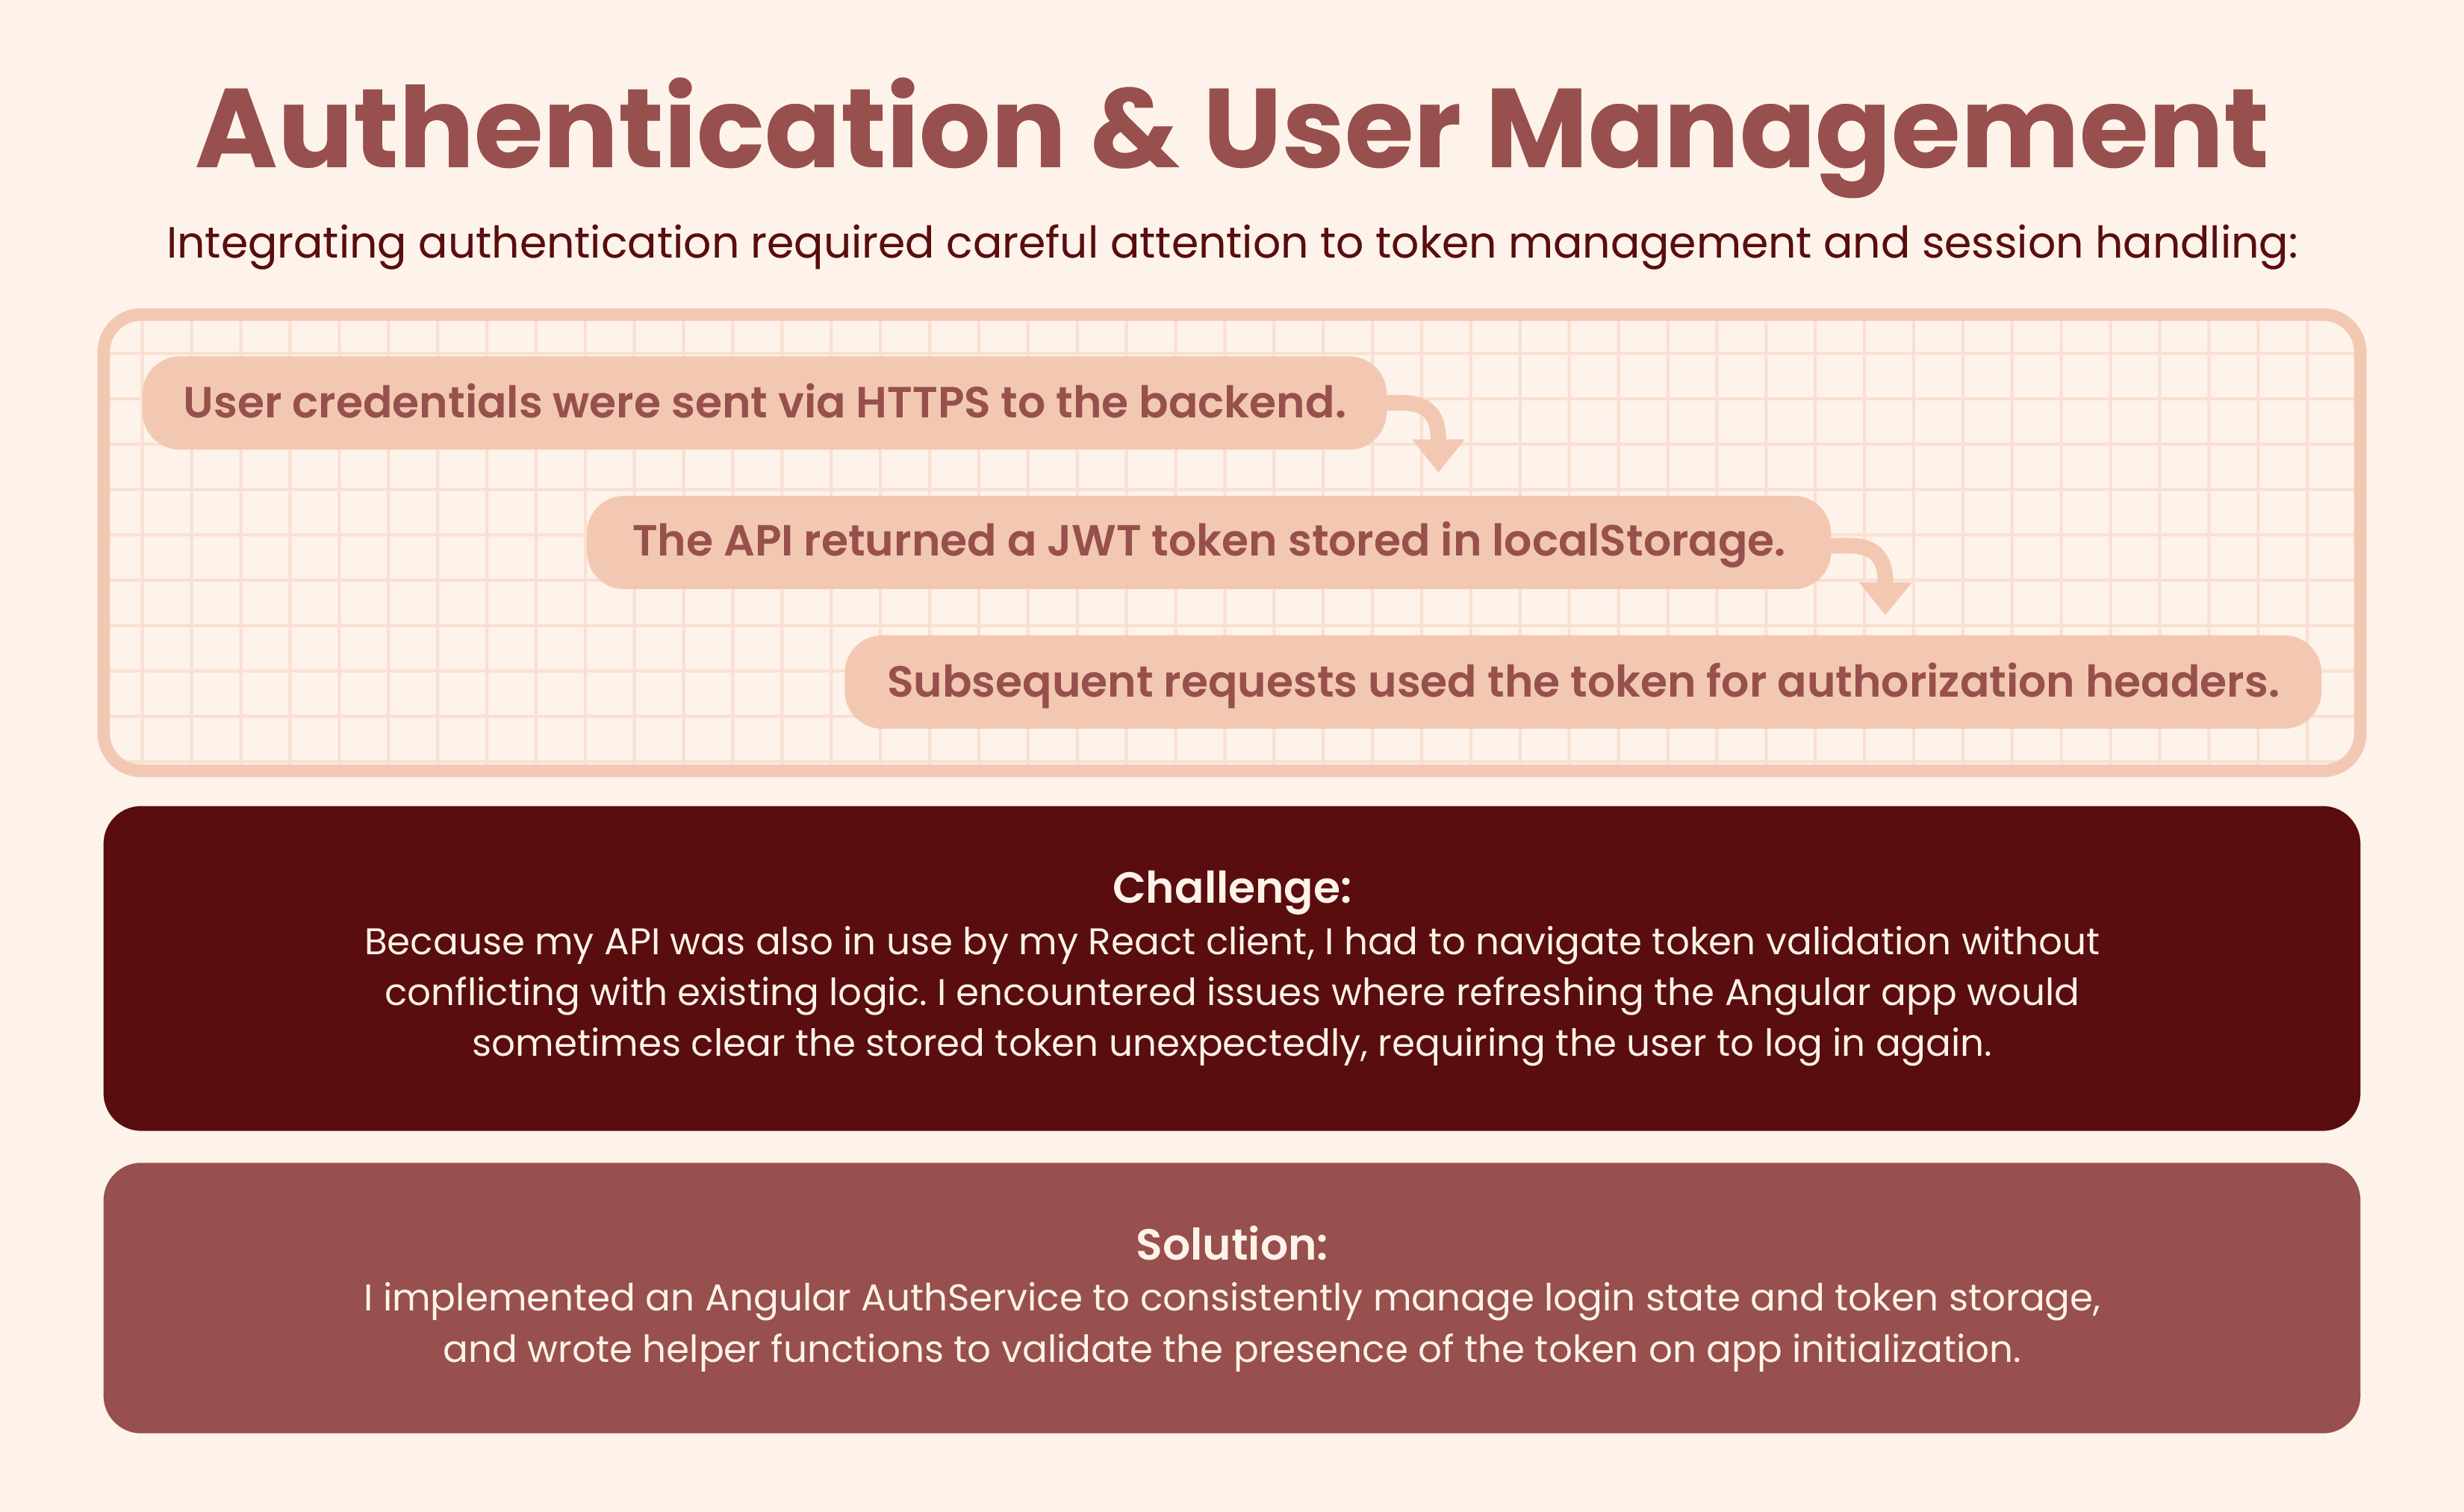 Authentication & User Management
Integrating authentication required careful attention to token management and session handling:
User credentials were sent via HTTPS to the backend.
The API returned a JWT token stored in localStorage.
Subsequent requests used the token for authorization headers.
Challenge:
Because my API was also in use by my React client, I had to navigate token validation without
conflicting with existing logic. I encountered issues where refreshing the Angular app would
sometimes clear the stored token unexpectedly, requiring the user to log in again.
Solution:
I implemented an Angular AuthService to consistently manage login state and token storage,
and wrote helper functions to validate the presence of the token on app initialization.